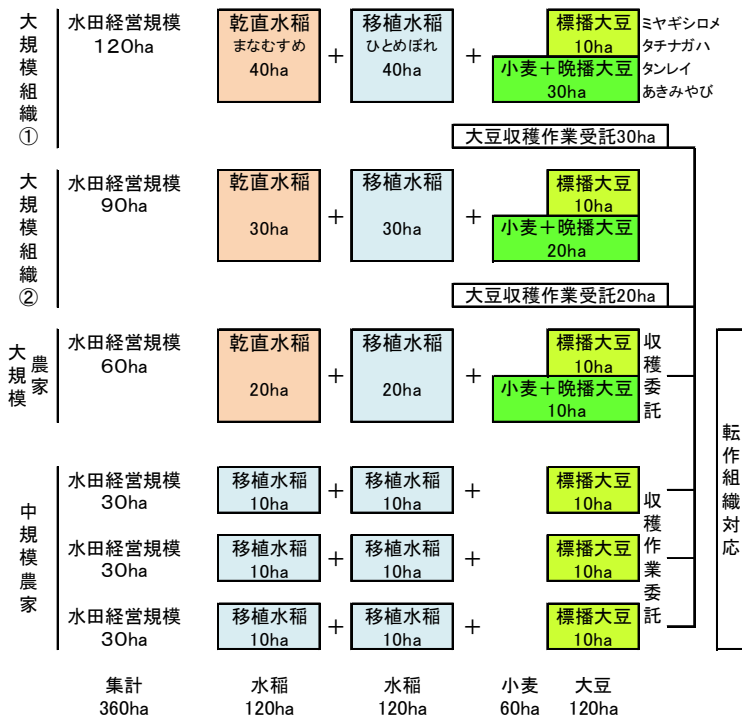 大規模組織①
水田経営規模
120ha
乾直水稲
まなむすめ
40ha
+
移植水稲
ひとめぼれ
40ha
+
標播大豆
10ha
小麦+晩播大豆
30ha
ミヤギシロメ
タチナガハ
タンレイ
あきみやび
大豆収穫作業受託30ha
大規模組織②
水田経営規模
90ha
乾直水稲
30ha
+
移植水稲
30ha
+
標播大豆
10ha
小麦+晩播大豆
20ha
大豆収穫作業受託20ha
大規模
農家
水田経営規模
60ha
乾直水稲
20ha
+
移植水稲
20ha
+
標播大豆
10ha
小麦+晩播大豆
10ha
収穫委託
中規模農家
水田経営規模
30ha
移植水稲
10ha
+
移植水稲
10ha
+
標播大豆
10ha
水田経営規模
30ha
移植水稲
10ha
+
移植水稲
10ha
+
標播大豆
10ha
水田経営規模
30ha
移植水稲
10ha
+
移植水稲
10ha
+
標播大豆
10ha
収穫作業委託
転作組織対応
集計
360ha
水稲
120ha
水稲
120ha
小麦
60ha
大豆
120ha